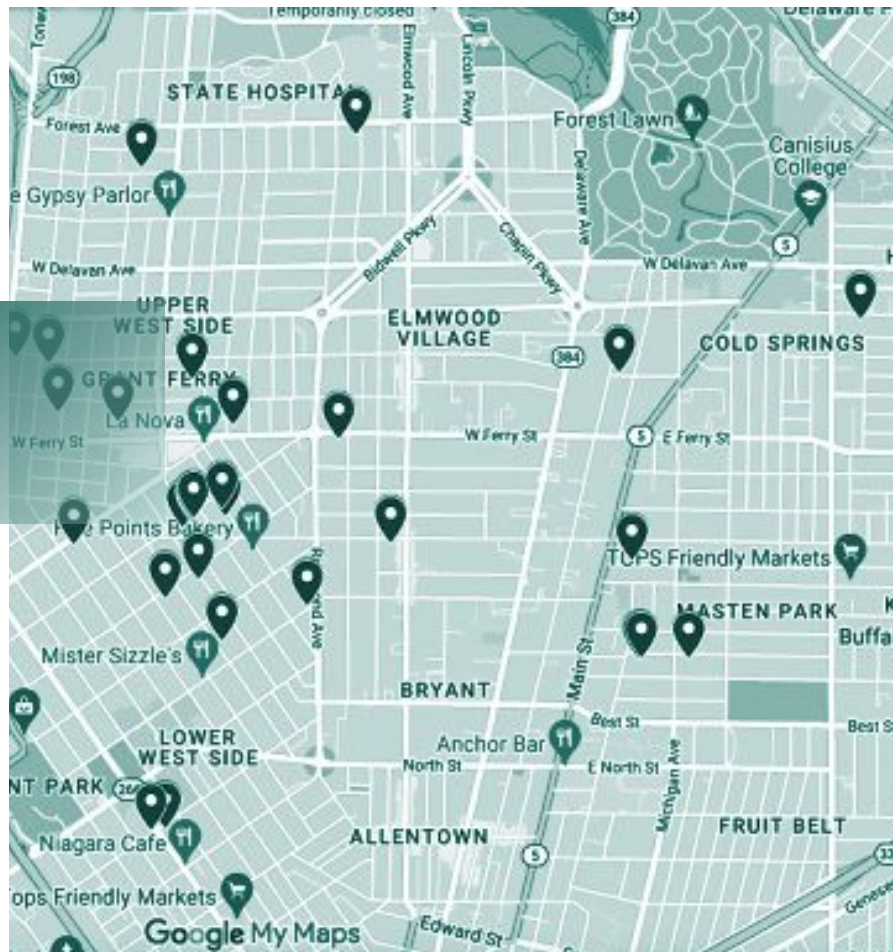 Temporarily closed
Delaware
384
198
STATE HOSPITAL
Forest Ave
Elmwood Ave
Lincoln Pkwy
Forest Lawn
Canisius
College
e Gypsy Parlor
Delaware Ave
Bidwell Pkwy
Chapin Pkwy
5
W Delavan Ave
W Delavan Ave
UPPER
WEST SIDE
ELMWOOD
VILLAGE
384
COLD SPRINGS
GRANT FERRY
La Nova
W Ferry St
W Ferry St
5
E Ferry St
Five Points Bakery
TOPS Friendly Markets
Richmond Ave
MASTEN PARK
Buffa
Mister Sizzle's
Main St
BRYANT
Best St
Best S
LOWER
WEST SIDE
Anchor Bar
North St
E North St
NT PARK
266
Michigan Ave
Niagara Cafe
ALLENTOWN
FRUIT BELT
5
33
Tops Friendly Markets
Genese
Google My Maps
Edward St